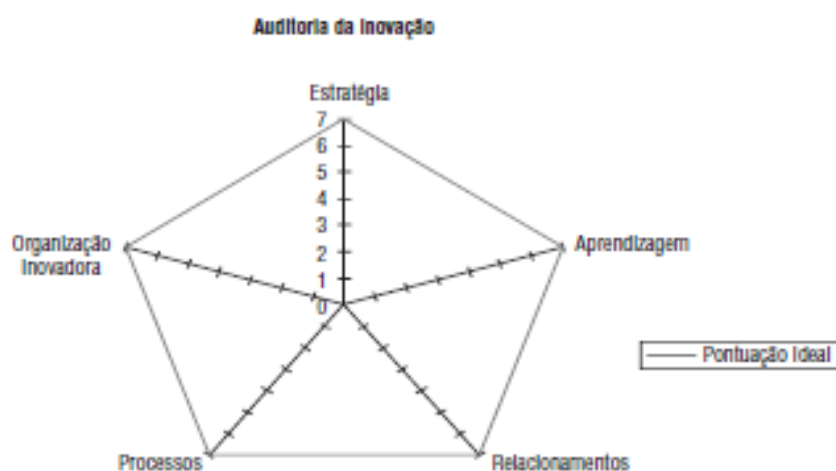 Auditoria da Inovação
Estratégia
7
6
5
4
3
2
1
0
Organização
Inovadora
Aprendizagem
Pontuação Ideal
Processos
Relacionamentos